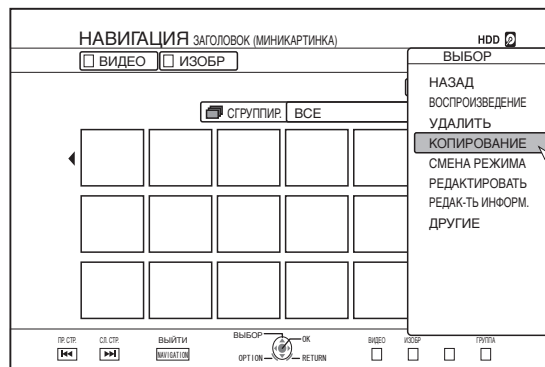 НАВИГАЦИЯ ЗАГОЛОВОК (МИНИКАРТИНКА) HDD
ВИДЕО ИЗОБР
СГРУППИР. ВСЕ
ВЫБОР
НАЗАД
ВОСПРОИЗВЕДЕНИЕ
УДАЛИТЬ
КОПИРОВАНИЕ
СМЕНА РЕЖИМА
РЕДАКТИРОВАТЬ
РЕДАК-ТЬ ИНФОРМ.
ДРУГИЕ
ПР. СТР. СЛ. СТР. ВЫЙТИ
NAVIGATION
ВЫБОР OK
OPTION RETURN
ВИДЕО ИЗОБР ГРУППА